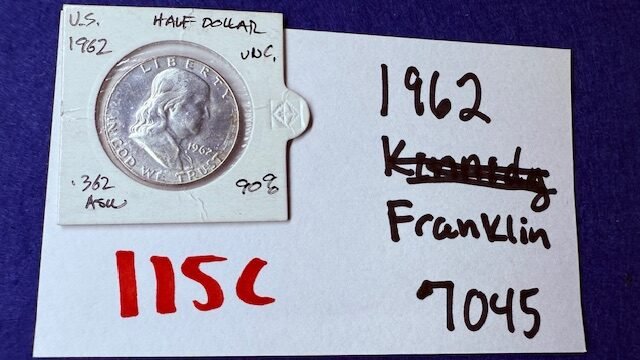 U.S. HALF DOLLAR
1962 UNC.
LIBERTY
IN GOD WE TRUST
1962
.362 90%
ASW
1962
Kennedy
Franklin
115C
7045